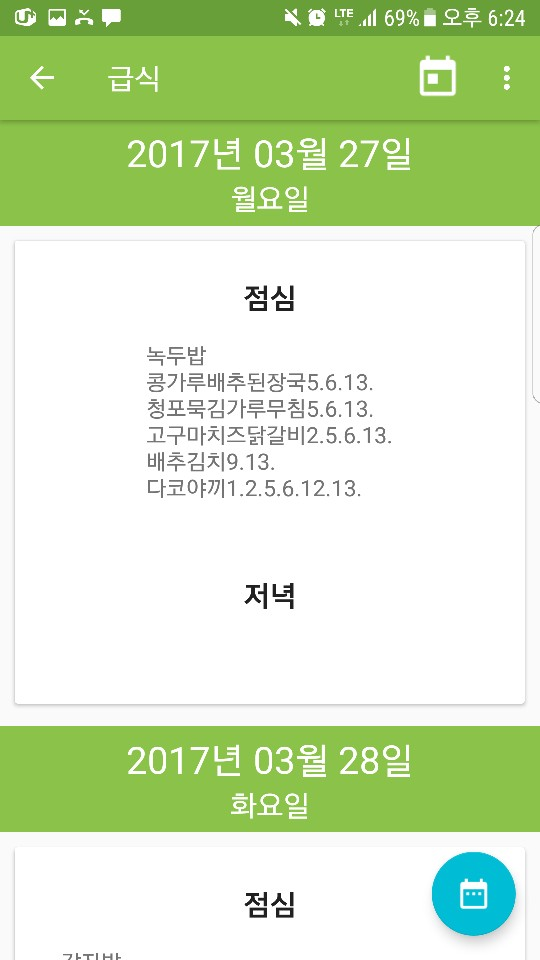 LTE 69% 오후 6:24
급식
2017년 03월 27일
월요일
점심
녹두밥
콩가루배추된장국5.6.13.
청포묵김가루무침5.6.13.
고구마치즈닭갈비2.5.6.13.
배추김치9.13.
다코야끼1.2.5.6.12.13.
저녁
2017년 03월 28일
화요일
점심